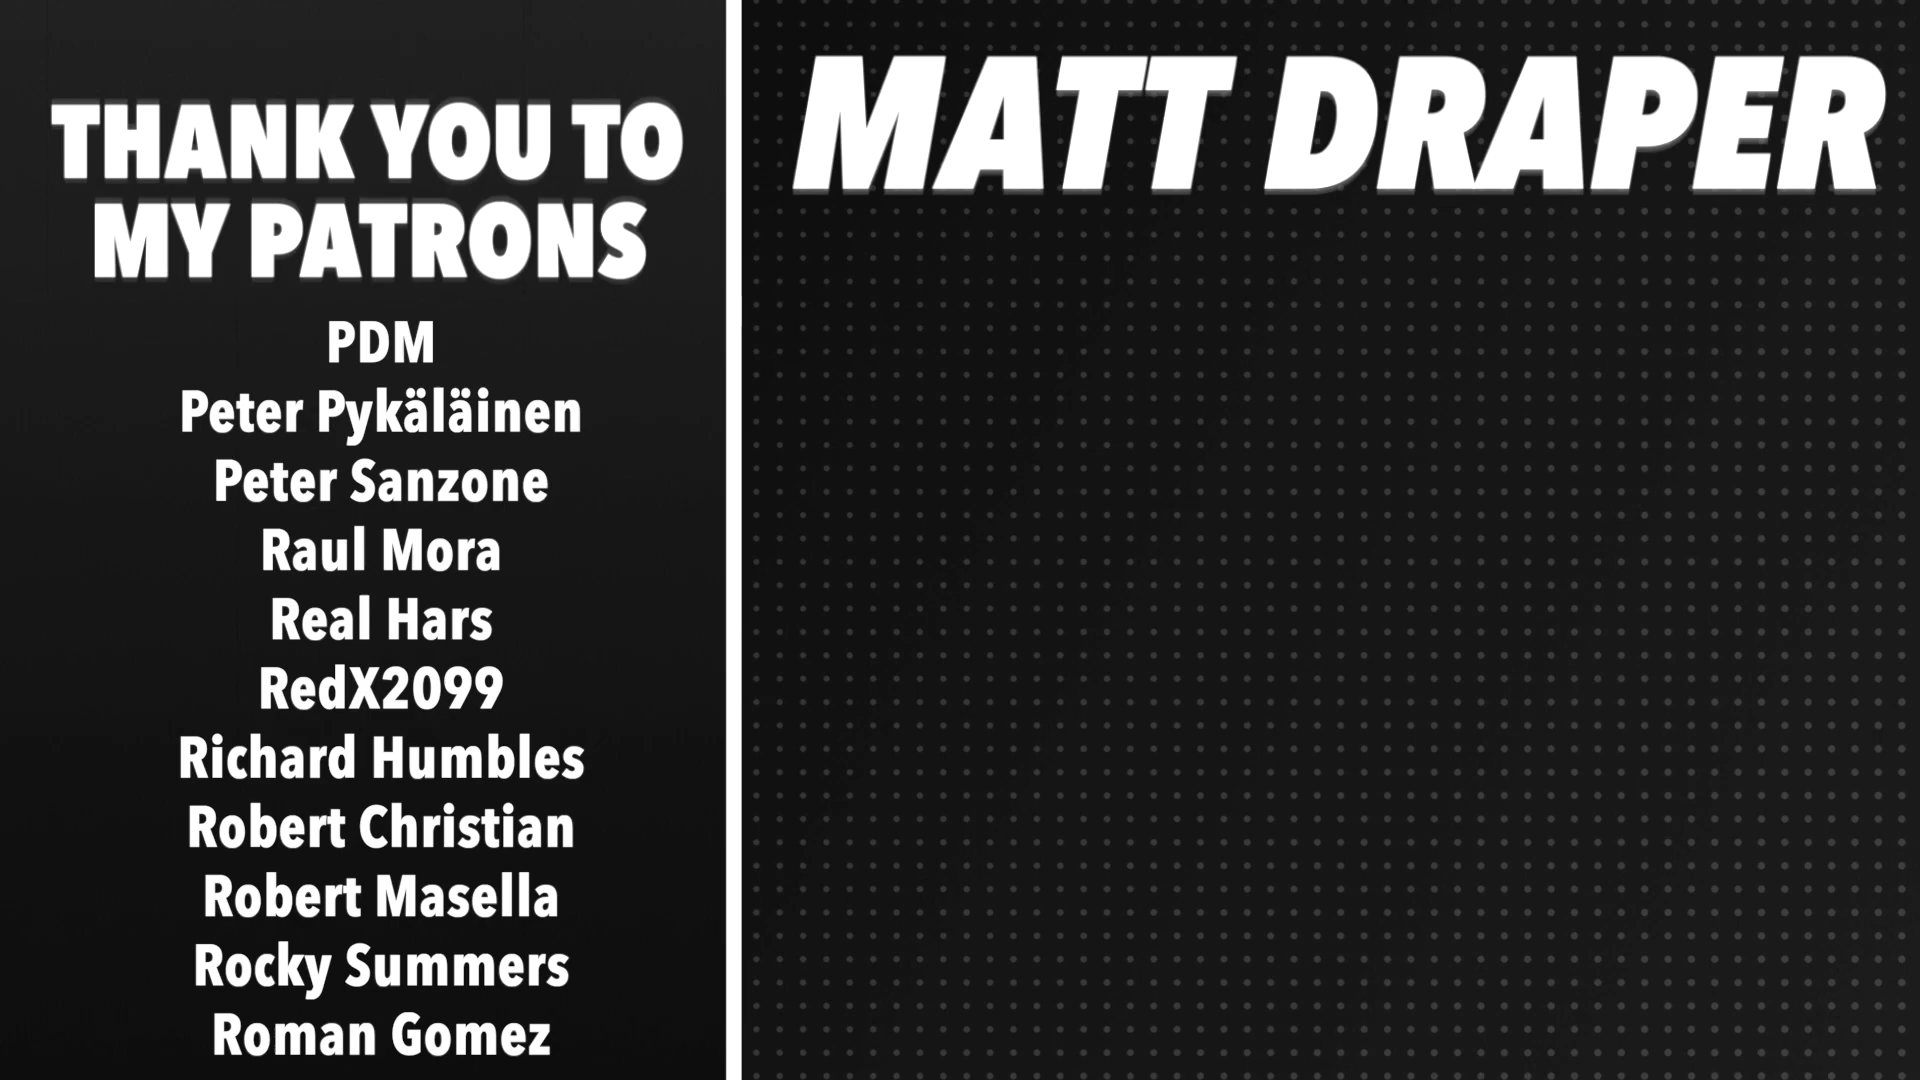 THANK YOU TO
MY PATRONS
PDM
Peter Pykäläinen
Peter Sanzone
Raul Mora
Real Hars
RedX2099
Richard Humbles
Robert Christian
Robert Masella
Rocky Summers
Roman Gomez
MATT DRAPER